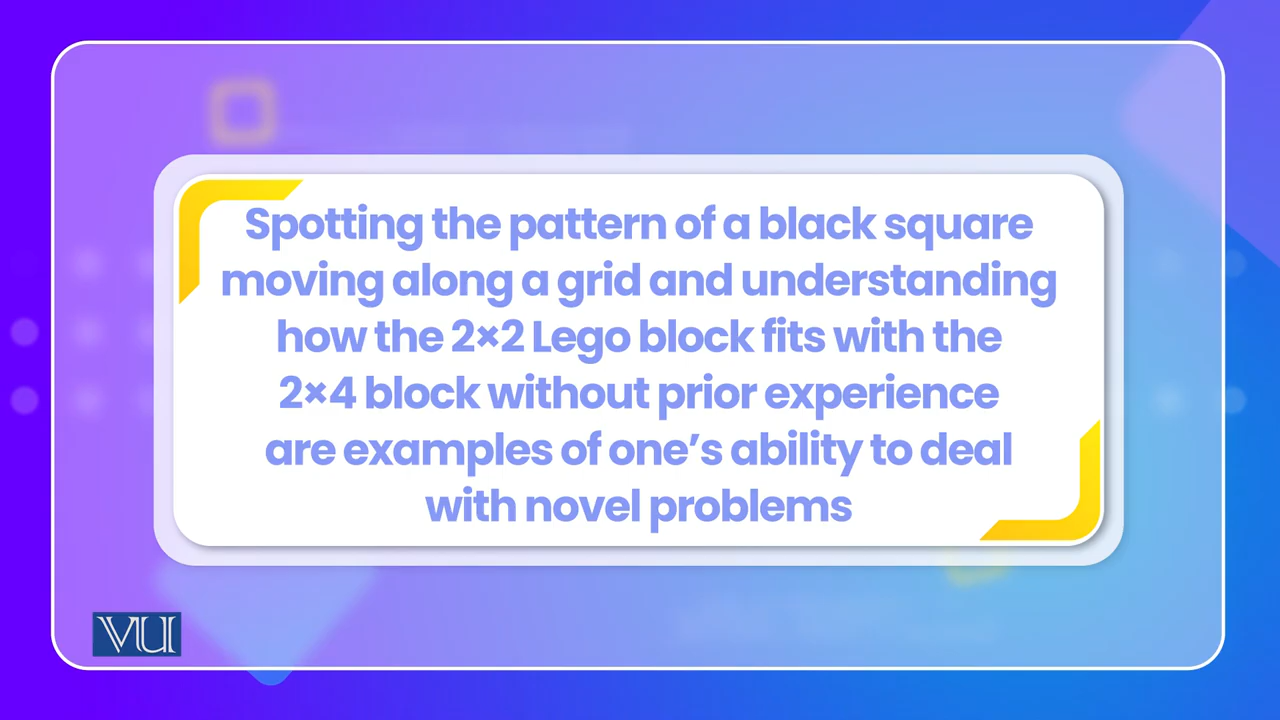 Spotting the pattern of a black square
moving along a grid and understanding
how the 2×2 Lego block fits with the
2×4 block without prior experience
are examples of one's ability to deal
with novel problems
VU